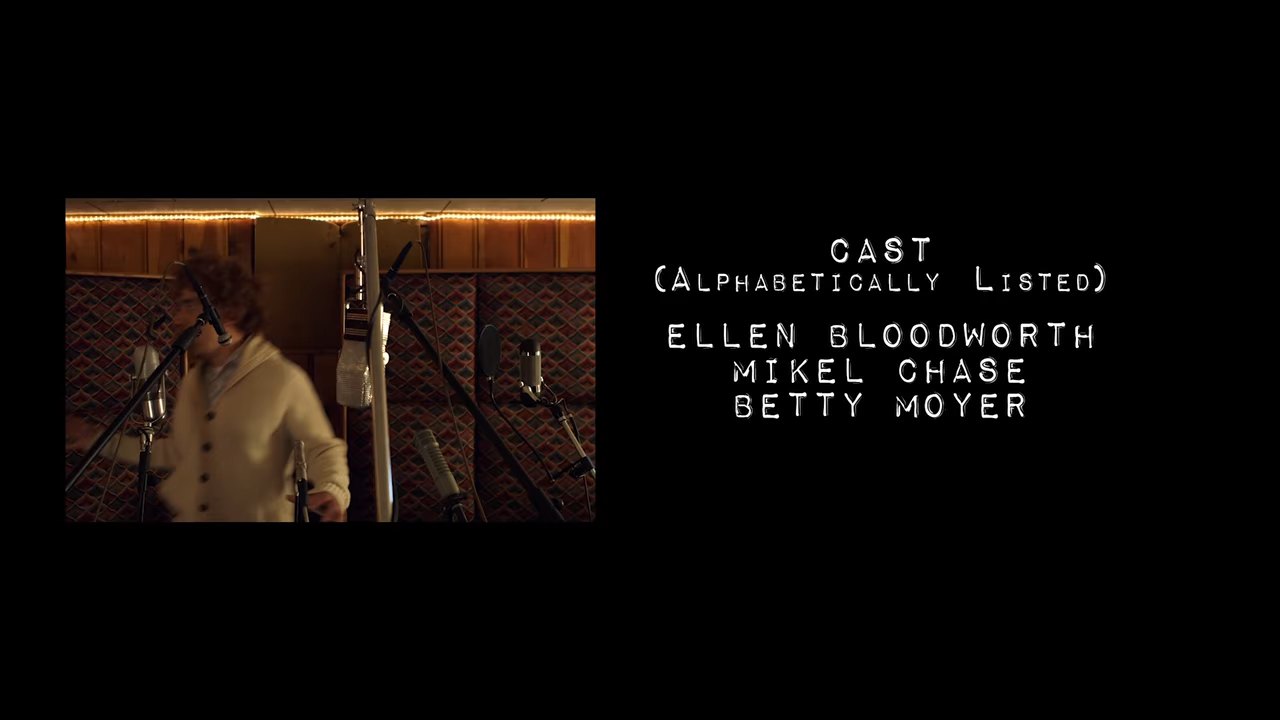 CAST
(Alphabetically Listed)
ELLEN BLOODWORTH
MIKEL CHASE
BETTY MOYER